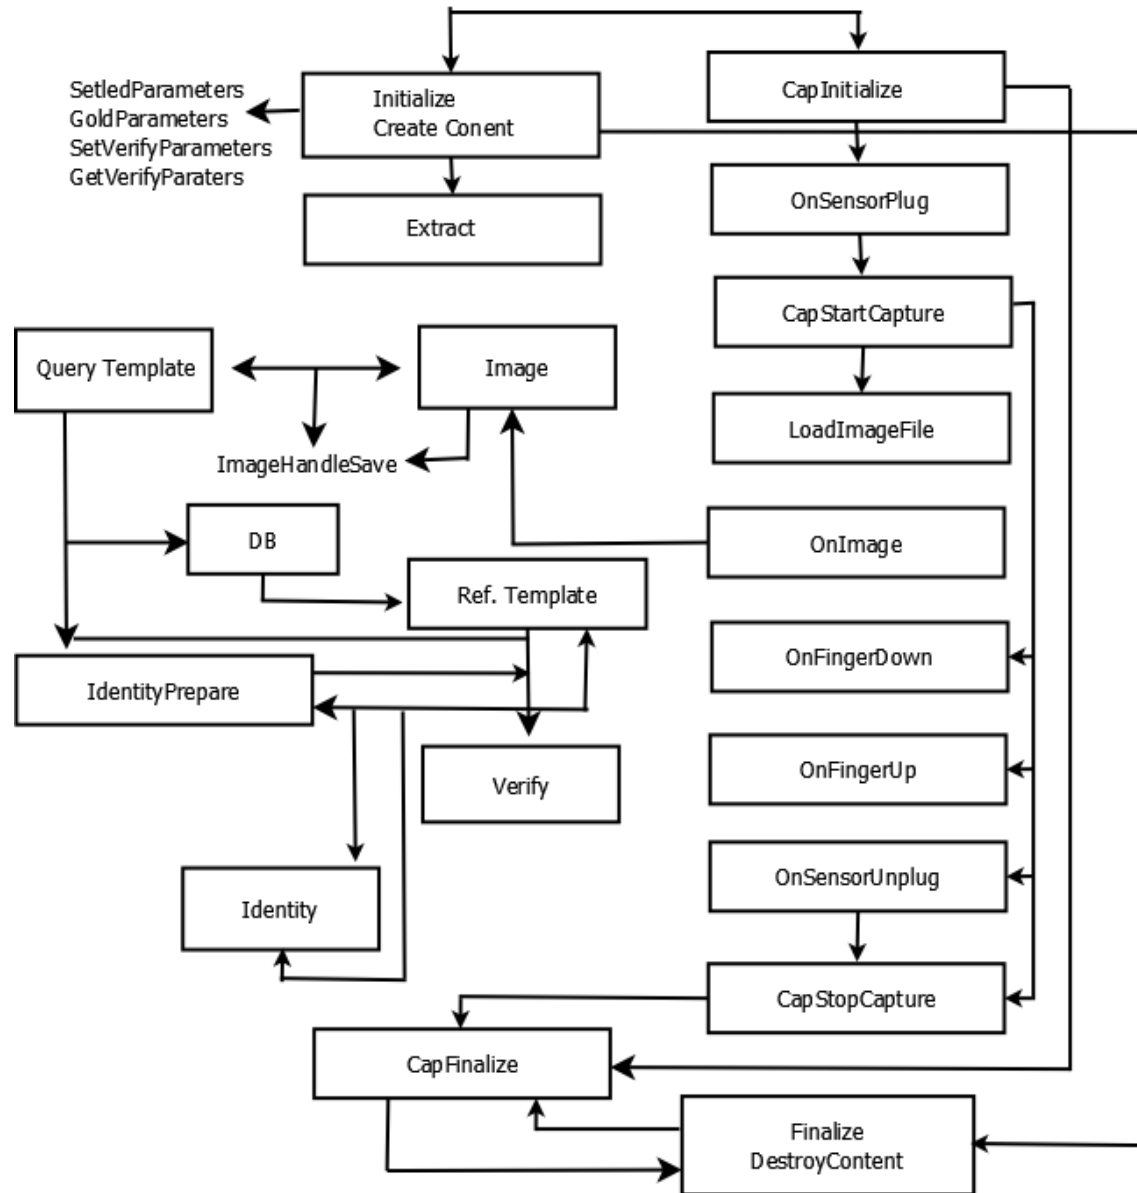 CapInitialize
SetledParameters
GoldParameters
SetVerifyParameters
GetVerifyParaters
Initialize
Create Conent
OnSensorPlug
Extract
CapStartCapture
Query Template
Image
LoadImageFile
ImageHandleSave
DB
OnImage
Ref. Template
OnFingerDown
IdentityPrepare
OnFingerUp
Verify
OnSensorUnplug
Identity
CapStopCapture
CapFinalize
Finalize
DestroyContent